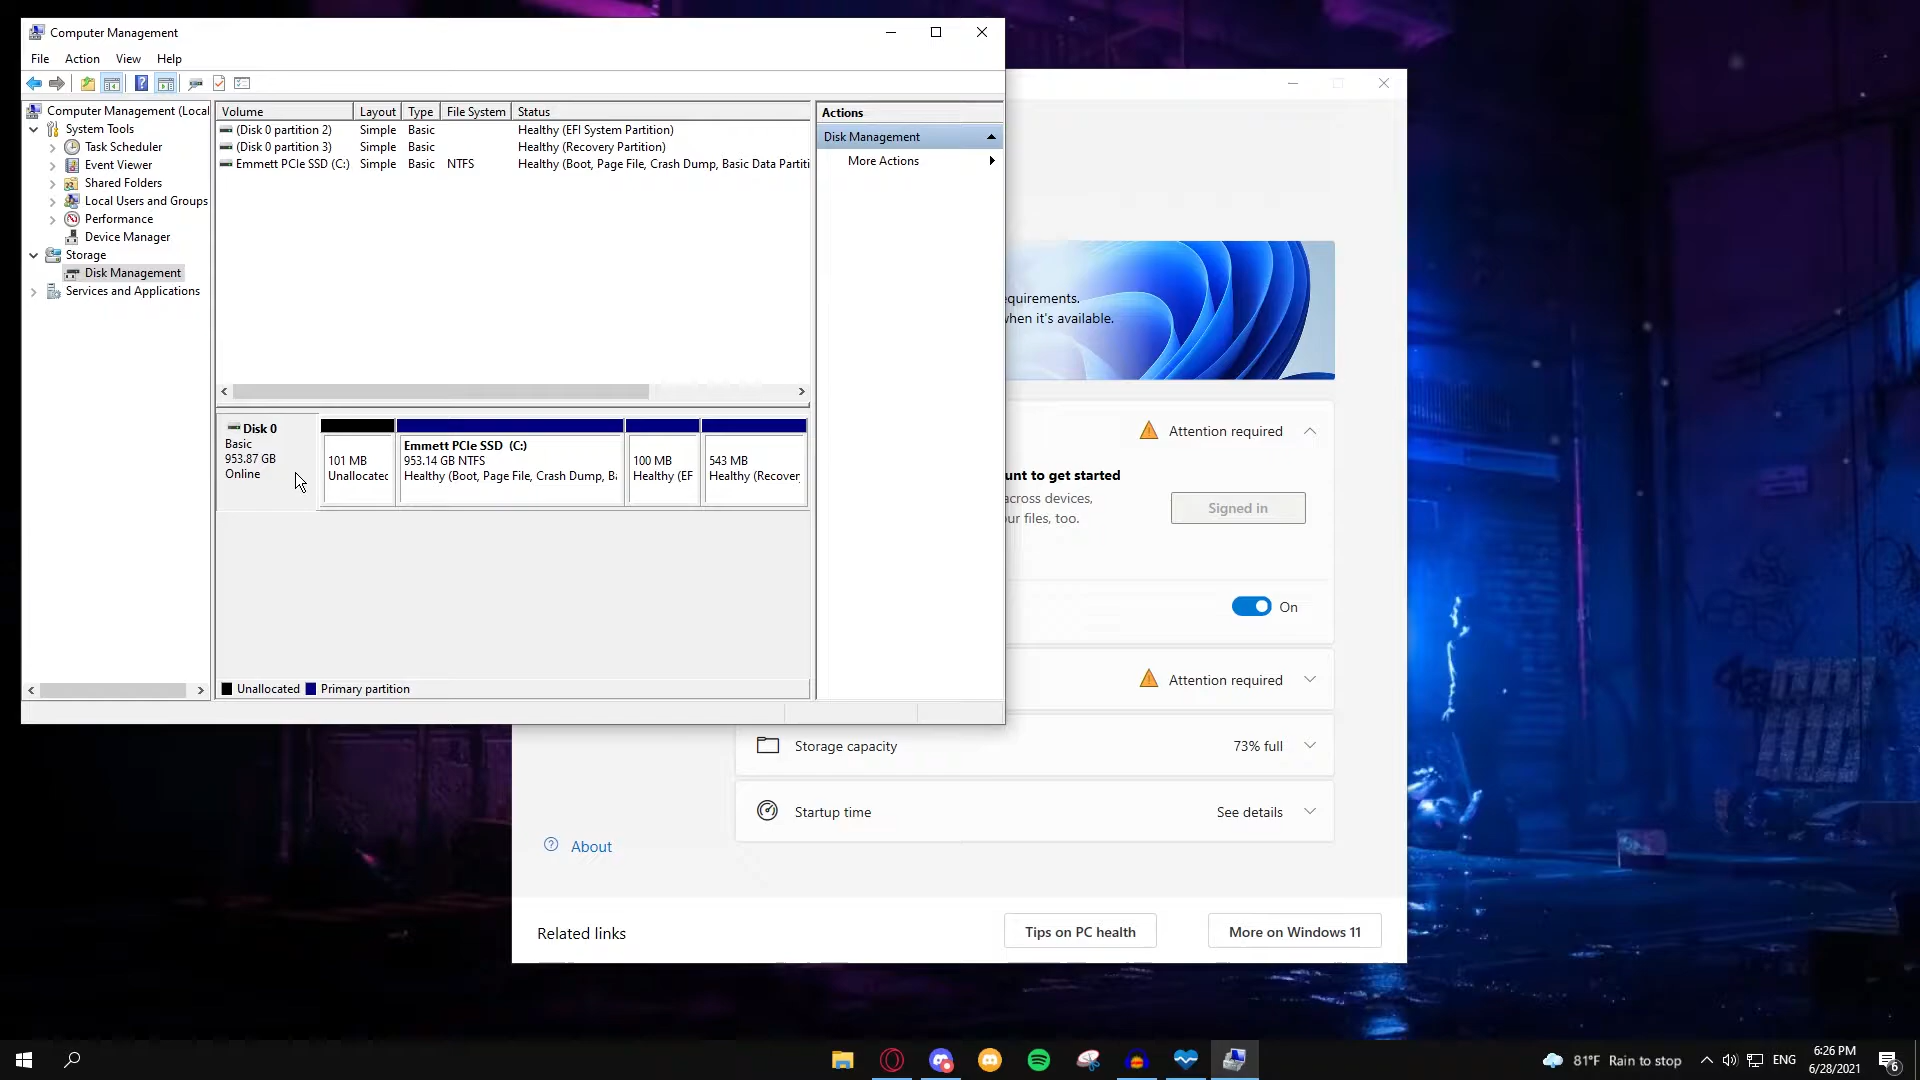 Computer Management
File Action View Help
Computer Management (Local
System Tools
Task Scheduler
Event Viewer
Shared Folders
Local Users and Groups
Performance
Device Manager
Storage
Disk Management
Services and Applications
Volume Layout Type File System Status
(Disk 0 partition 2) Simple Basic Healthy (EFI System Partition)
(Disk 0 partition 3) Simple Basic Healthy (Recovery Partition)
Emmett PCIe SSD (C:) Simple Basic NTFS Healthy (Boot, Page File, Crash Dump, Basic Data Partiti
Actions
Disk Management
More Actions
Disk 0
Basic
953.87 GB
Online
101 MB
Unallocated
Emmett PCIe SSD (C:)
953.14 GB NTFS
Healthy (Boot, Page File, Crash Dump, Ba
100 MB
Healthy (EF
543 MB
Healthy (Recover
Unallocated Primary partition
equirements.
when it's available.
Attention required
unt to get started
across devices,
ur files, too.
Signed in
On
Attention required
Storage capacity 73% full
Startup time See details
About
Related links
Tips on PC health
More on Windows 11
81°F Rain to stop
ENG
6:26 PM
6/28/2021
6